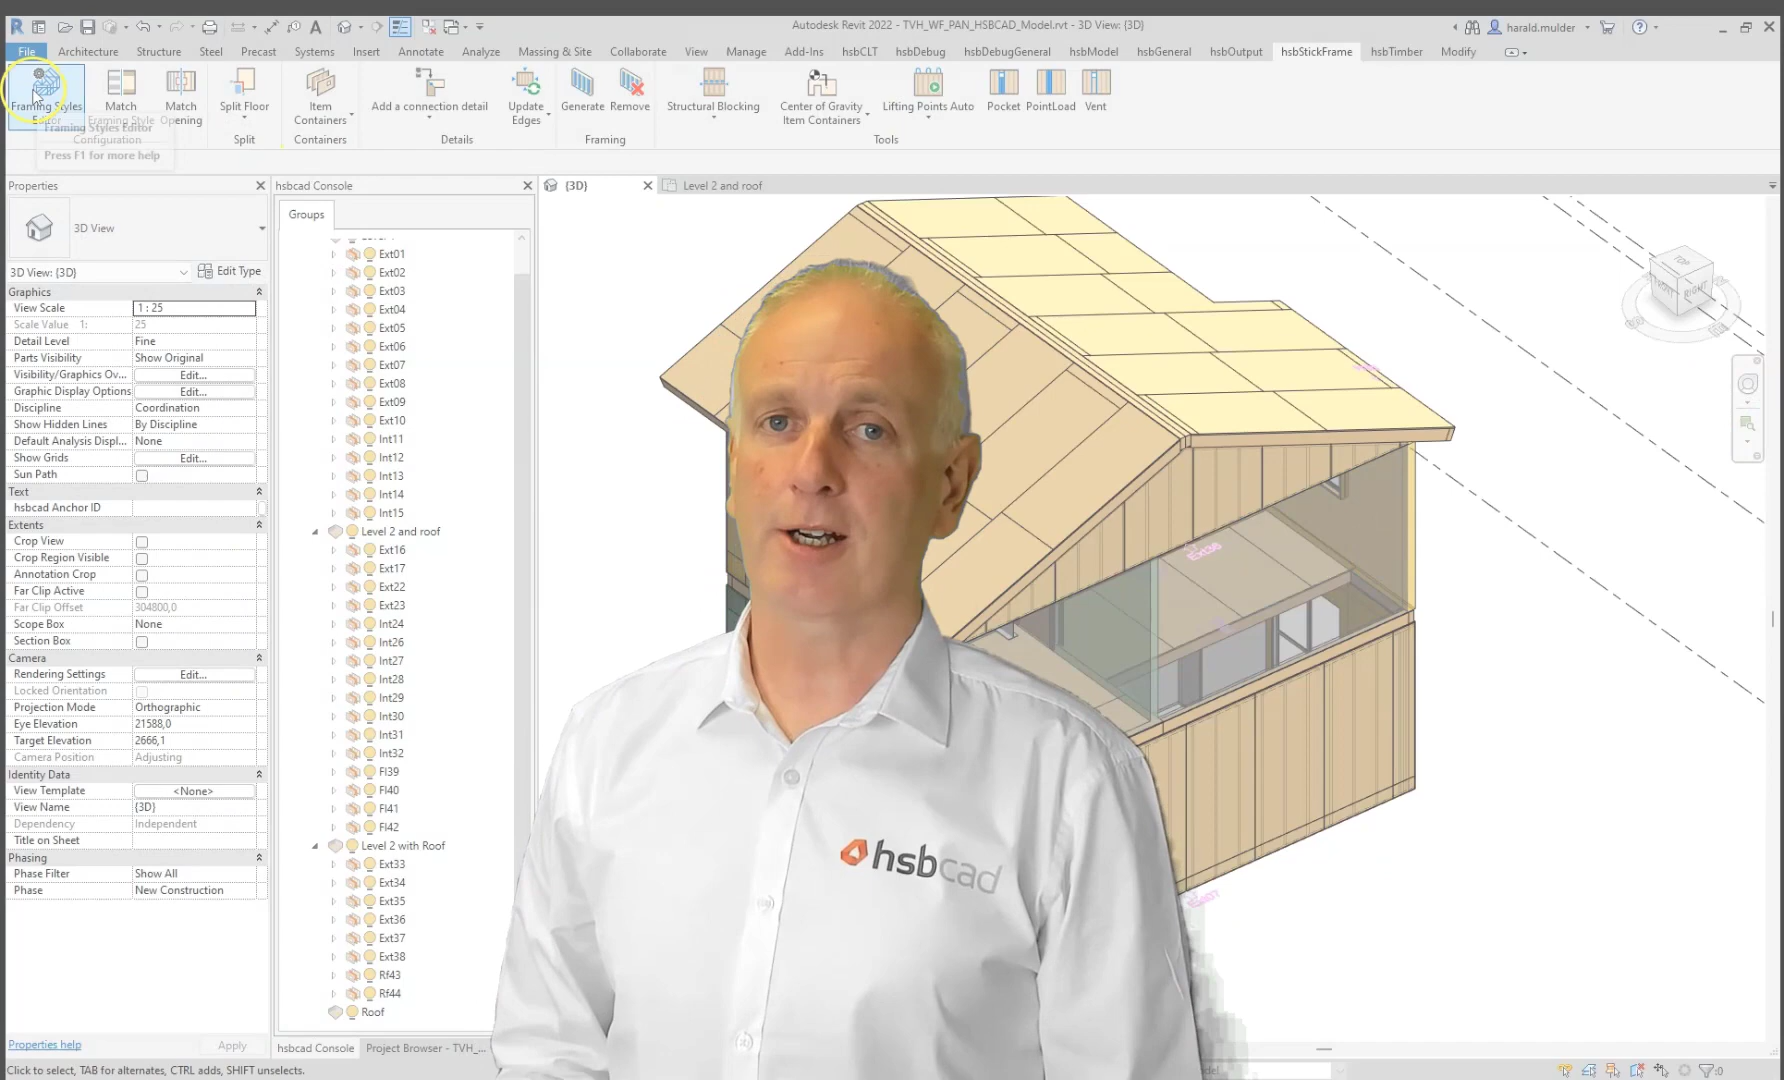 Autodesk Revit 2022 - TVH_WF_PAN_HSBCAD_Model.rvt - 3D View: {3D}
harald.mulder
File Architecture Structure Steel Precast Systems Insert Annotate Analyze Massing & Site Collaborate View Manage Add-Ins hsbCLT hsbDebug hsbDebugGeneral hsbModel hsbGeneral hsbOutput hsbStickFrame hsbTimber Modify
Framing Styles Editor
Match Framing Style
Match Opening
Split Floor
Item Containers
Add a connection detail
Update Edges
Generate
Remove
Structural Blocking
Center of Gravity Item Containers
Lifting Points Auto
Pocket
PointLoad
Vent
Framing Styles Editor
Press F1 for more help
Configuration
Split
Containers
Details
Framing
Tools
Properties
3D View
3D View: {3D}
Edit Type
Graphics
View Scale 1 : 25
Scale Value 1: 25
Detail Level Fine
Parts Visibility Show Original
Visibility/Graphics Ov... Edit...
Graphic Display Options Edit...
Discipline Coordination
Show Hidden Lines By Discipline
Default Analysis Displ... None
Show Grids Edit...
Sun Path
Text
hsbcad Anchor ID
Extents
Crop View
Crop Region Visible
Annotation Crop
Far Clip Active
Far Clip Offset 304800,0
Scope Box None
Section Box
Camera
Rendering Settings Edit...
Locked Orientation
Projection Mode Orthographic
Eye Elevation 21588,0
Target Elevation 2666,1
Camera Position Adjusting
Identity Data
View Template <None>
View Name {3D}
Dependency Independent
Title on Sheet
Phasing
Phase Filter Show All
Phase New Construction
Properties help
Apply
hsbcad Console
Groups
Ext01
Ext02
Ext03
Ext04
Ext05
Ext06
Ext07
Ext08
Ext09
Ext10
Int11
Int12
Int13
Int14
Int15
Level 2 and roof
Ext16
Ext17
Ext22
Ext23
Int24
Int26
Int27
Int28
Int29
Int30
Int31
Int32
Fl39
Fl40
Fl41
Fl42
Level 2 with Roof
Ext33
Ext34
Ext35
Ext36
Ext37
Ext38
Rf43
Rf44
Roof
hsbcad Console
Project Browser - TVH_...
{3D}
Level 2 and roof
TOP
FRONT
RIGHT
Ext38
hsbcad
Click to select, TAB for alternates, CTRL adds, SHIFT unselects.
:0